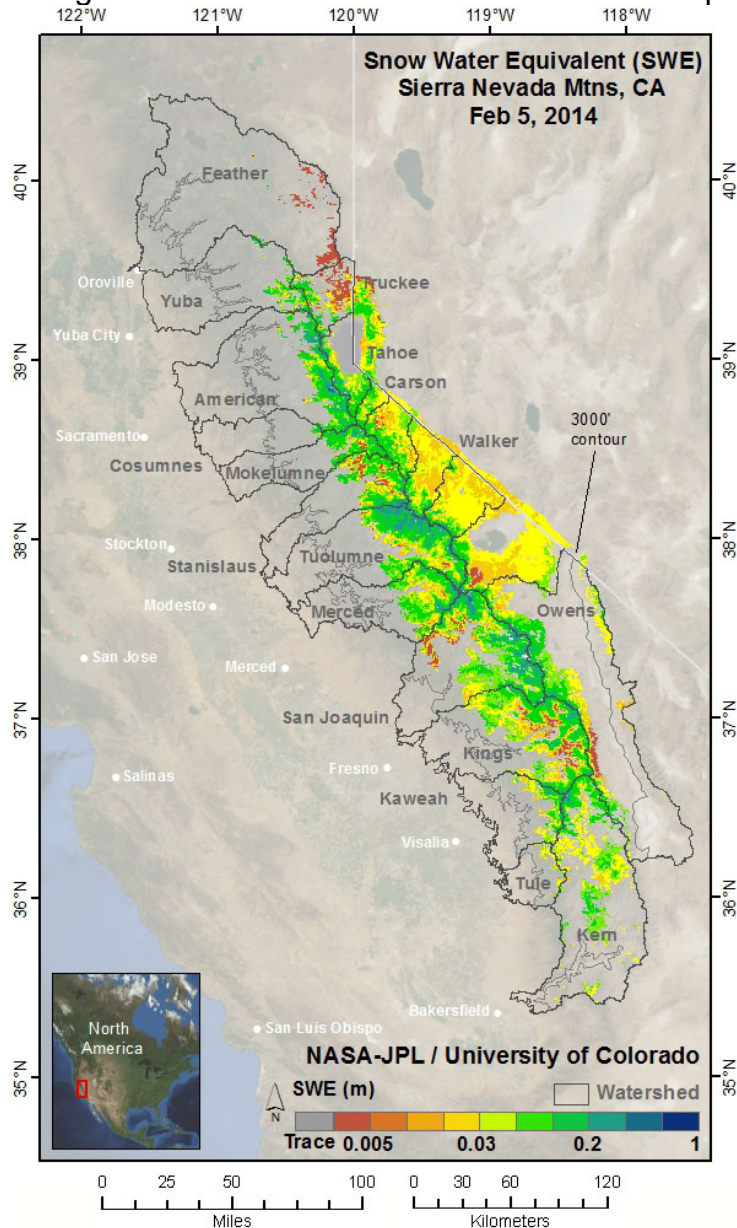 122°W 121°W 120°W 119°W 118°W
Snow Water Equivalent (SWE)
Sierra Nevada Mtns, CA
Feb 5, 2014
40°N
40°N
Feather
Oroville
Truckee
Yuba
Yuba City
39°N
39°N
Tahoe
Carson
American
3000'
contour
Walker
Sacramento
Cosumnes
Mokelumne
38°N
38°N
Stockton
Stanislaus
Tuolumne
Modesto
Merced
Owens
San Jose
Merced
37°N
37°N
San Joaquin
Kings
Salinas
Fresno
Kaweah
Visalia
36°N
36°N
Tule
Kern
North
America
Bakersfield
San Luis Obispo
35°N
35°N
NASA-JPL / University of Colorado
SWE (m)
Watershed
N
Trace 0.005 0.03 0.2 1
0 25 50 100
Miles
0 30 60 120
Kilometers